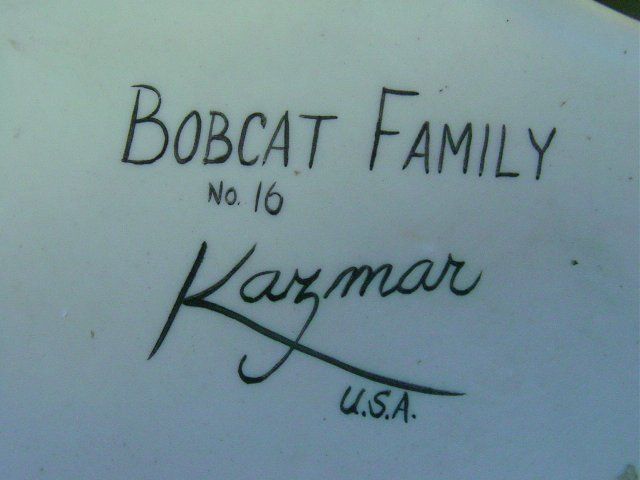 BOBCAT FAMILY
No. 16
Kazmar
U.S.A.